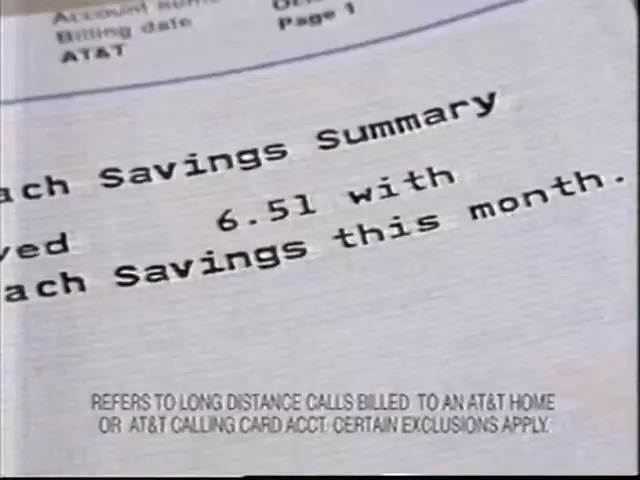 Account
Billing date
Page 1
AT&T
ach Savings Summary
ved 6.51 with
ach Savings this month.
REFERS TO LONG DISTANCE CALLS BILLED TO AN AT&T HOME
OR AT&T CALLING CARD ACCT. CERTAIN EXCLUSIONS APPLY.